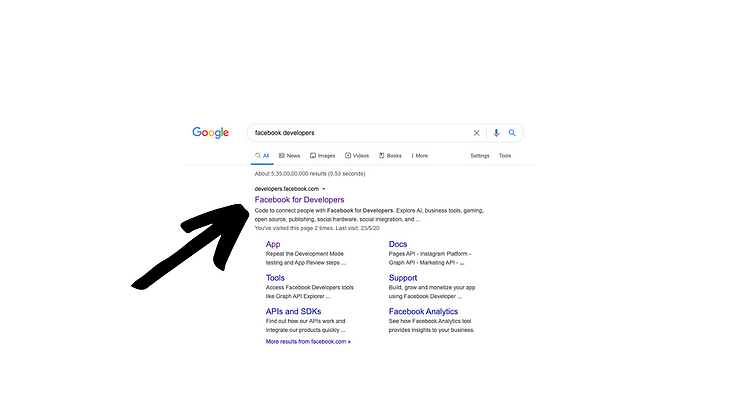 Google
facebook developers
All News Images Videos Books More Settings Tools
About 5,35,00,00,000 results (0.53 seconds)
developers.facebook.com
Facebook for Developers
Code to connect people with Facebook for Developers. Explore AI, business tools, gaming,
open source, publishing, social hardware, social integration, and ...
You've visited this page 2 times. Last visit: 23/5/20
App
Repeat the Development Mode
testing and App Review steps ...
Docs
Pages API - Instagram Platform -
Graph API - Marketing API - ...
Tools
Access Facebook Developers tools
like Graph API Explorer ...
Support
Build, grow and monetize your app
using Facebook Developer ...
APIs and SDKs
Find out how our APIs work and
integrate our products quickly ...
Facebook Analytics
See how Facebook Analytics tool
provides insights to your business.
More results from facebook.com »